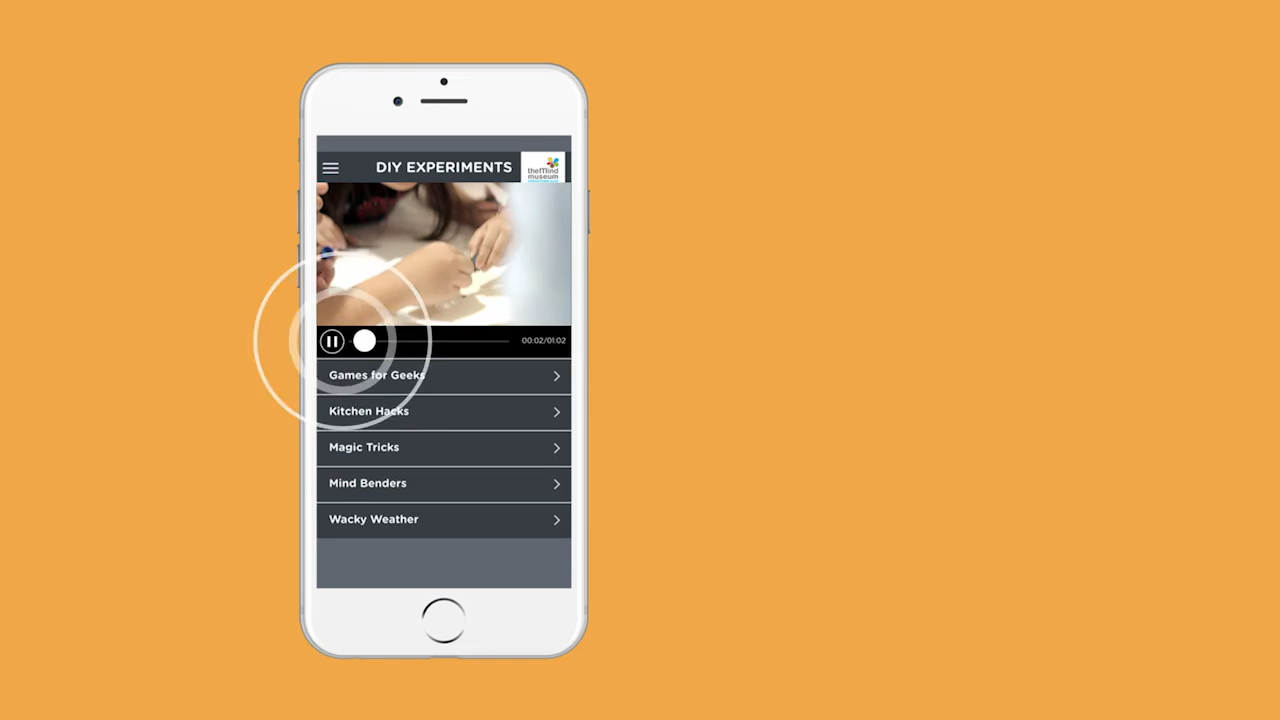 DIY EXPERIMENTS
theMind
museum
00:02/01:02
Games for Geeks
Kitchen Hacks
Magic Tricks
Mind Benders
Wacky Weather